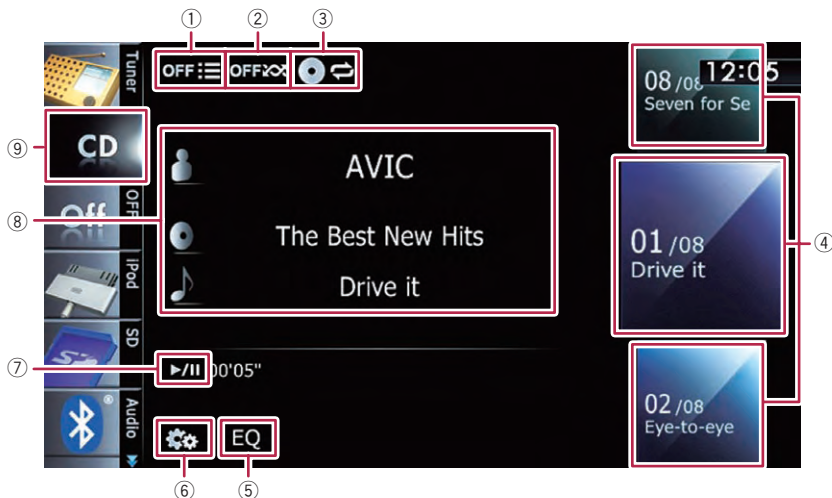 ① ② ③
Tuner
OFF OFF
08/08
12:05
Seven for Se
⑨ CD
AVIC
OFF
Off
⑧
The Best New Hits
01/08
④
Drive it
iPod
Drive it
SD
⑦ ►/II 00'05"
02/08
Eye-to-eye
Audio
EQ
⑥ ⑤